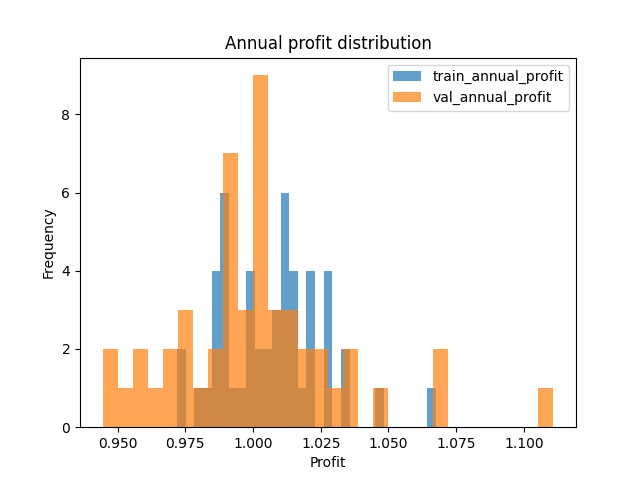 Annual profit distribution
train_annual_profit
val_annual_profit
Frequency
8
6
4
2
0
0.950 0.975 1.000 1.025 1.050 1.075 1.100
Profit